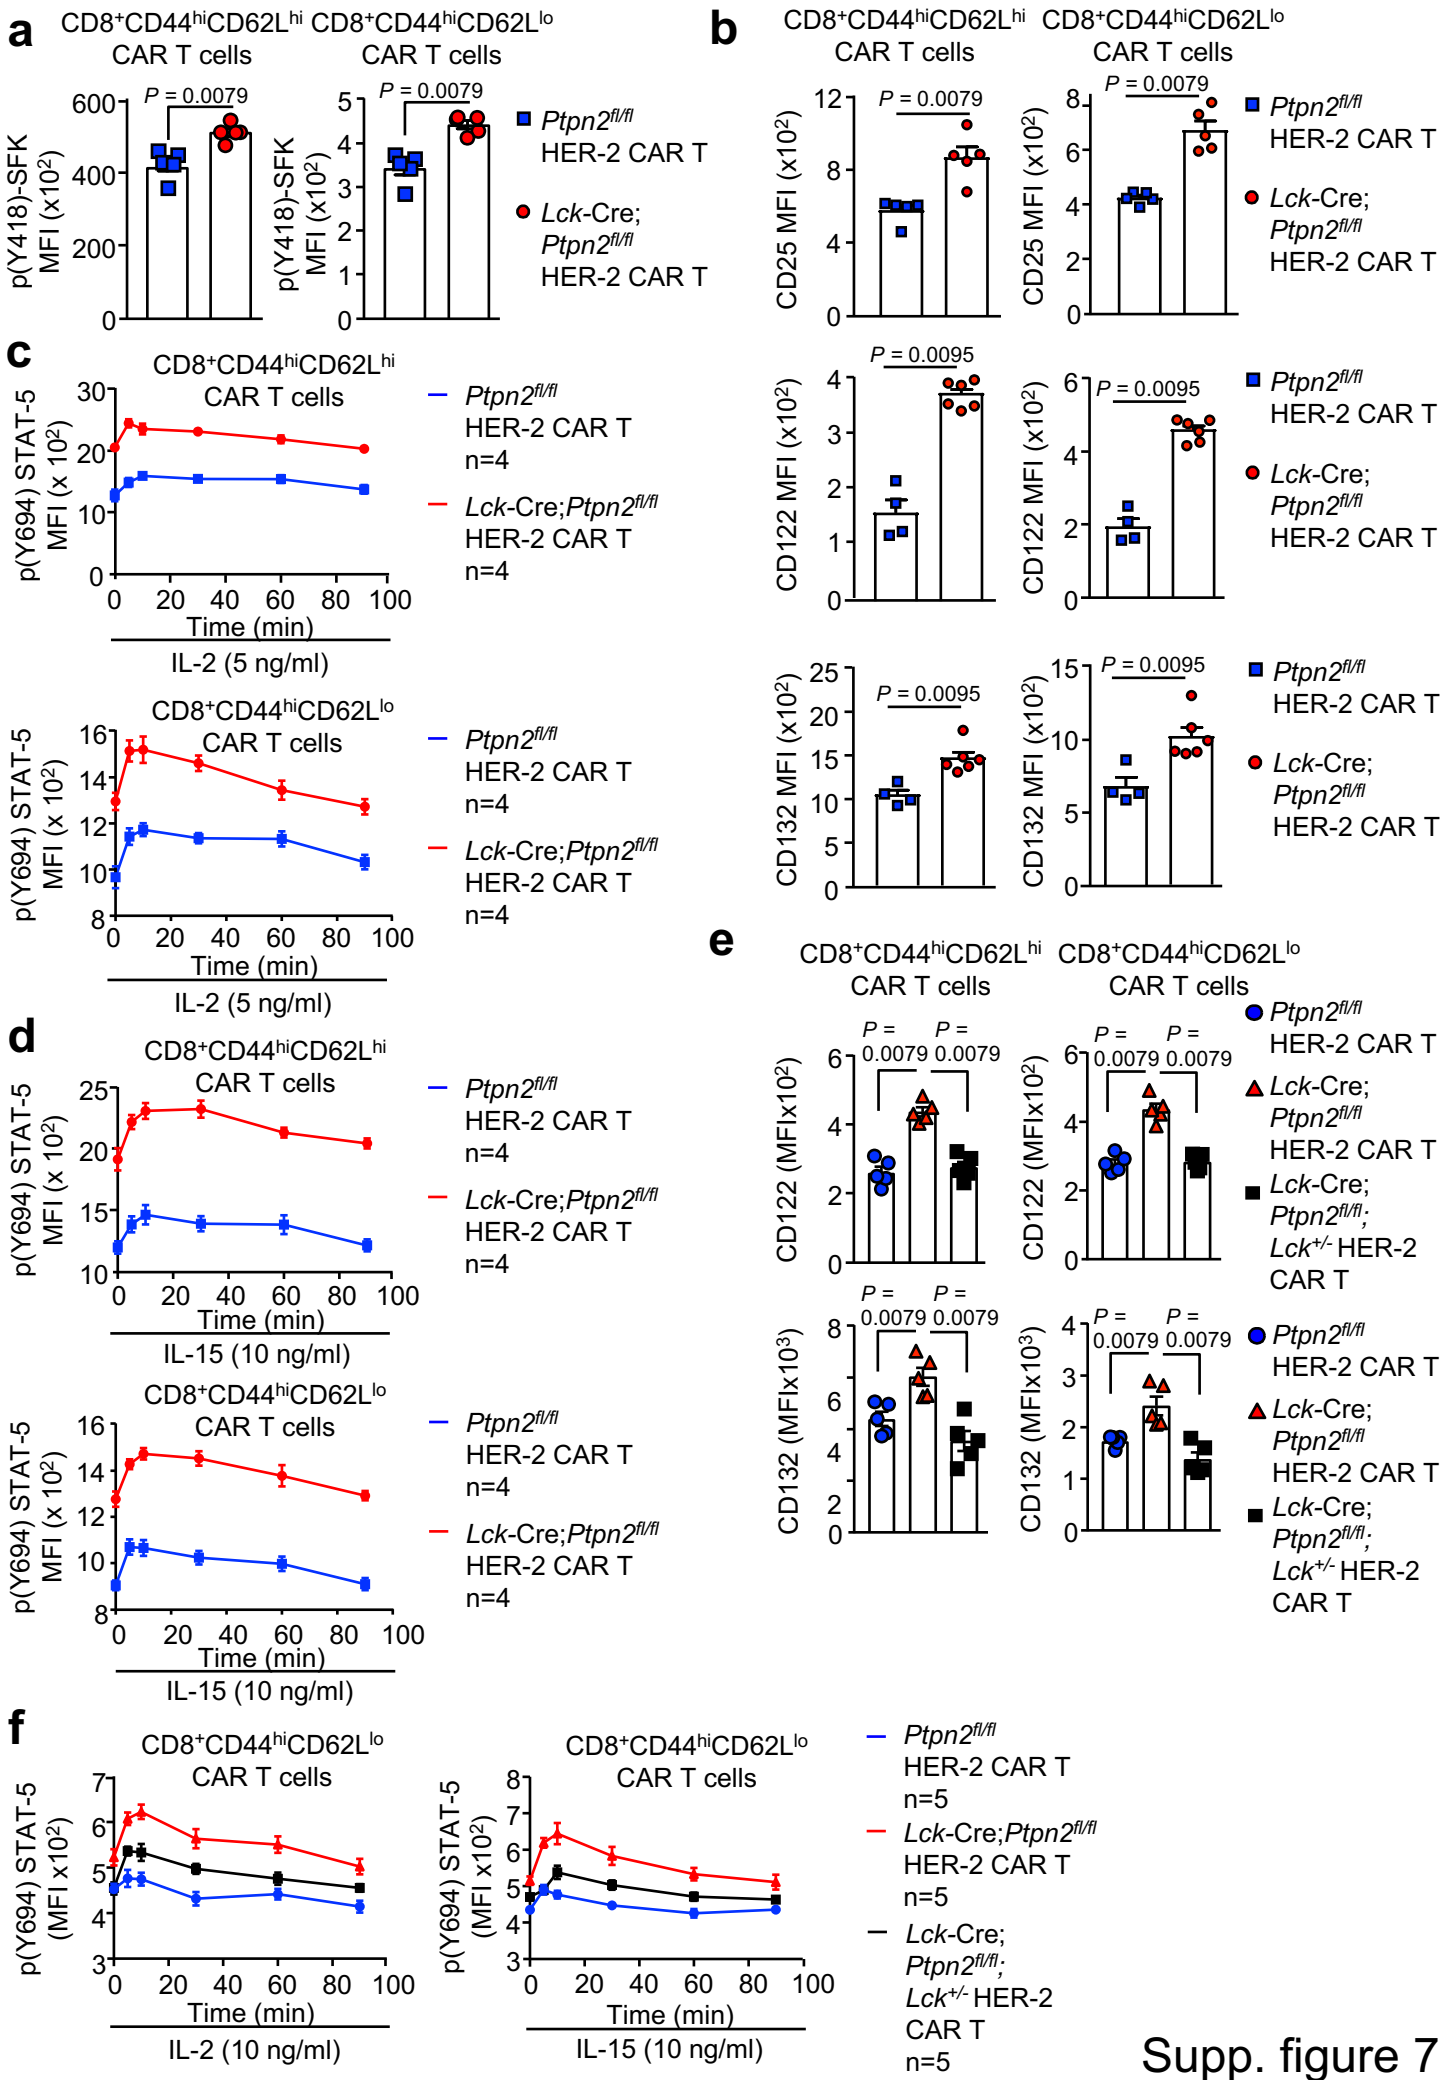 a
CD8+CD44hiCD62Lhi
CAR T cells
CD8+CD44hiCD62Llo
CAR T cells
P = 0.0079
P = 0.0079
p(Y418)-SFK
MFI (x10²)
600
400
200
0
p(Y418)-SFK
MFI (x10²)
5
4
3
2
1
0
Ptpn2fl/fl
HER-2 CAR T
Lck-Cre;
Ptpn2fl/fl
HER-2 CAR T
b
CD8+CD44hiCD62Lhi
CAR T cells
CD8+CD44hiCD62Llo
CAR T cells
P = 0.0079
P = 0.0079
CD25 MFI (x10²)
12
8
4
0
CD25 MFI (x10²)
8
6
4
2
0
Ptpn2fl/fl
HER-2 CAR T
Lck-Cre;
Ptpn2fl/fl
HER-2 CAR T
P = 0.0095
P = 0.0095
CD122 MFI (x10²)
4
3
2
1
0
CD122 MFI (x10²)
6
4
2
0
Ptpn2fl/fl
HER-2 CAR T
Lck-Cre;
Ptpn2fl/fl
HER-2 CAR T
P = 0.0095
P = 0.0095
CD132 MFI (x10²)
25
20
15
10
5
0
CD132 MFI (x10²)
15
10
5
0
Ptpn2fl/fl
HER-2 CAR T
Lck-Cre;
Ptpn2fl/fl
HER-2 CAR T
c
CD8+CD44hiCD62Lhi
CAR T cells
p(Y694) STAT-5
MFI (x 10²)
30
20
10
0
0 20 40 60 80 100
Time (min)
IL-2 (5 ng/ml)
Ptpn2fl/fl
HER-2 CAR T
n=4
Lck-Cre;Ptpn2fl/fl
HER-2 CAR T
n=4
CD8+CD44hiCD62Llo
CAR T cells
p(Y694) STAT-5
MFI (x 10²)
16
14
12
10
8
0 20 40 60 80 100
Time (min)
IL-2 (5 ng/ml)
Ptpn2fl/fl
HER-2 CAR T
n=4
Lck-Cre;Ptpn2fl/fl
HER-2 CAR T
n=4
d
CD8+CD44hiCD62Lhi
CAR T cells
p(Y694) STAT-5
MFI (x 10²)
25
20
15
10
0 20 40 60 80 100
Time (min)
IL-15 (10 ng/ml)
Ptpn2fl/fl
HER-2 CAR T
n=4
Lck-Cre;Ptpn2fl/fl
HER-2 CAR T
n=4
CD8+CD44hiCD62Llo
CAR T cells
p(Y694) STAT-5
MFI (x 10²)
16
14
12
10
8
0 20 40 60 80 100
Time (min)
IL-15 (10 ng/ml)
Ptpn2fl/fl
HER-2 CAR T
n=4
Lck-Cre;Ptpn2fl/fl
HER-2 CAR T
n=4
e
CD8+CD44hiCD62Lhi
CAR T cells
CD8+CD44hiCD62Llo
CAR T cells
P = 0.0079
P = 0.0079
P = 0.0079
P = 0.0079
CD122 (MFIx10²)
6
4
2
0
CD122 (MFIx10²)
6
4
2
0
Ptpn2fl/fl
HER-2 CAR T
Lck-Cre;
Ptpn2fl/fl
HER-2 CAR T
Lck-Cre;
Ptpn2fl/fl;
Lck+/- HER-2
CAR T
P = 0.0079
P = 0.0079
P = 0.0079
P = 0.0079
CD132 (MFIx10³)
8
6
4
2
0
CD132 (MFIx10³)
4
3
2
1
0
Ptpn2fl/fl
HER-2 CAR T
Lck-Cre;
Ptpn2fl/fl
HER-2 CAR T
Lck-Cre;
Ptpn2fl/fl;
Lck+/- HER-2
CAR T
f
CD8+CD44hiCD62Llo
CAR T cells
p(Y694) STAT-5
(MFI x10²)
7
6
5
4
3
0 20 40 60 80 100
Time (min)
IL-2 (10 ng/ml)
CD8+CD44hiCD62Llo
CAR T cells
p(Y694) STAT-5
(MFI x10²)
8
7
6
5
4
3
0 20 40 60 80 100
Time (min)
IL-15 (10 ng/ml)
Ptpn2fl/fl
HER-2 CAR T
n=5
Lck-Cre;Ptpn2fl/fl
HER-2 CAR T
n=5
Lck-Cre;
Ptpn2fl/fl;
Lck+/- HER-2
CAR T
n=5
Supp. figure 7